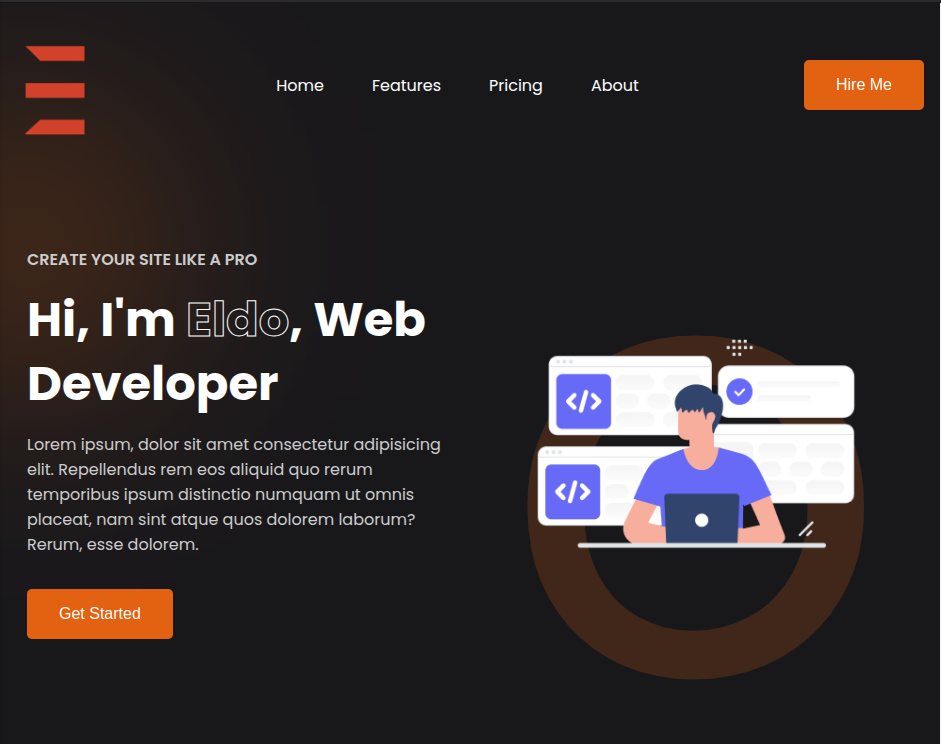 Home Features Pricing About Hire Me
CREATE YOUR SITE LIKE A PRO
Hi, I'm Eldo, Web
Developer
Lorem ipsum, dolor sit amet consectetur adipisicing
elit. Repellendus rem eos aliquid quo rerum
temporibus ipsum distinctio numquam ut omnis
placeat, nam sint atque quos dolorem laborum?
Rerum, esse dolorem.
Get Started
</>
</>